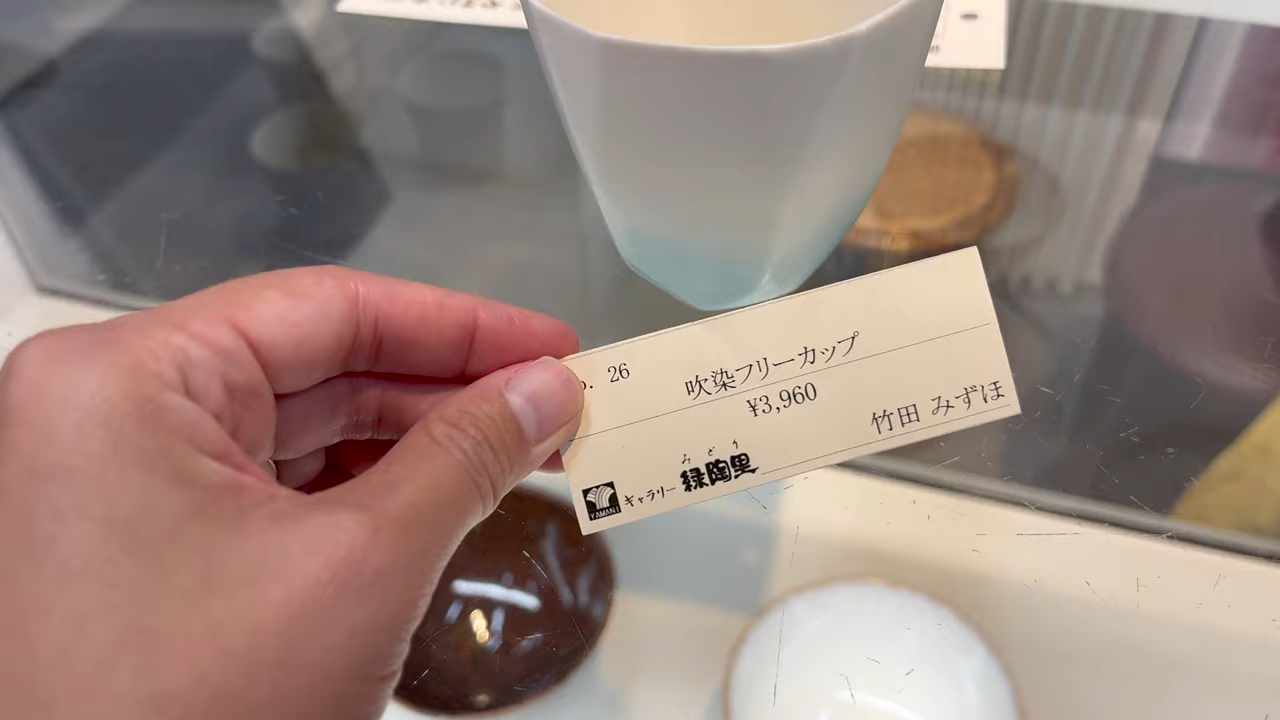 o. 26
吹染フリーカップ
¥3,960
竹田 みずほ
みどり
YAMANI ギャラリー 緑陶里